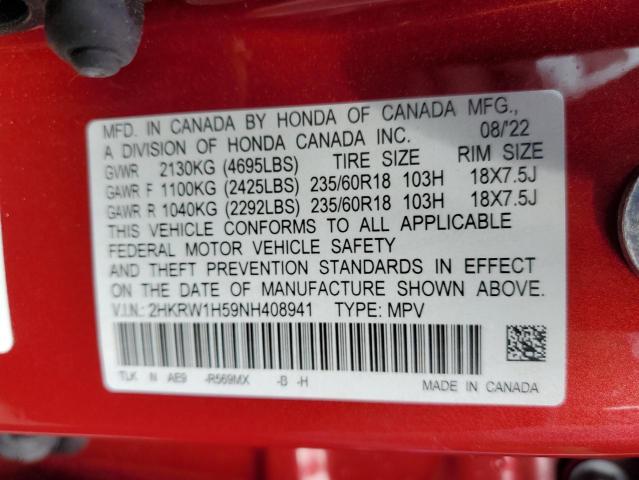 MFD. IN CANADA BY HONDA OF CANADA MFG.,
A DIVISION OF HONDA CANADA INC. 08/'22
GVWR 2130KG (4695LBS) TIRE SIZE RIM SIZE
GAWR F 1100KG (2425LBS) 235/60R18 103H 18X7.5J
GAWR R 1040KG (2292LBS) 235/60R18 103H 18X7.5J
THIS VEHICLE CONFORMS TO ALL APPLICABLE
FEDERAL MOTOR VEHICLE SAFETY
AND THEFT PREVENTION STANDARDS IN EFFECT
ON THE DATE OF MANUFACTURE SHOWN ABOVE.
V.I.N.: 2HKRW1H59NH408941 TYPE: MPV
TLK N AE9 -R569MX -B -H MADE IN CANADA